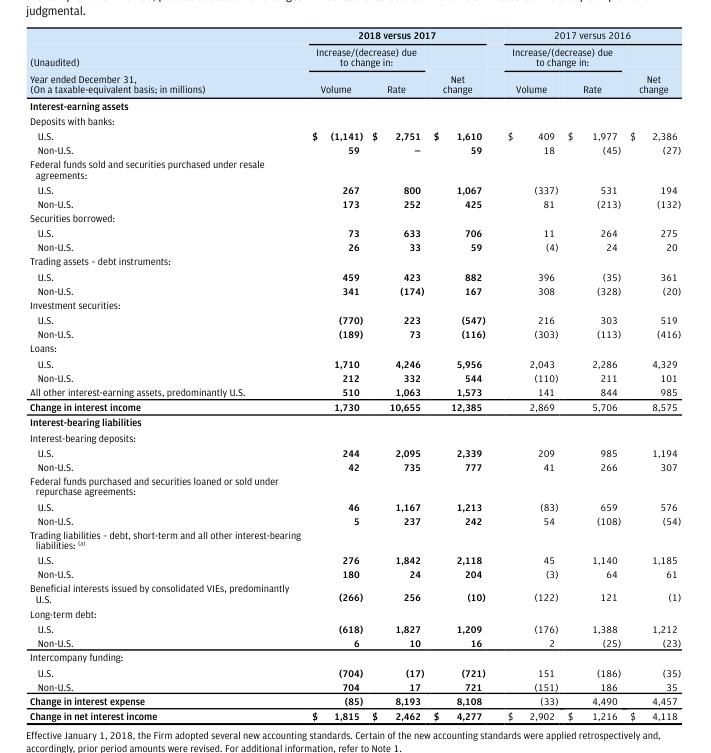 judgmental.
2018 versus 2017 2017 versus 2016
Increase/(decrease) due Increase/(decrease) due
(Unaudited) to change in: to change in:
Year ended December 31, Net Net
(On a taxable-equivalent basis; in millions) Volume Rate change Volume Rate change
Interest-earning assets
Deposits with banks:
U.S. $ (1,141) $ 2,751 $ 1,610 $ 409 $ 1,977 $ 2,386
Non-U.S. 59 — 59 18 (45) (27)
Federal funds sold and securities purchased under resale
agreements:
U.S. 267 800 1,067 (337) 531 194
Non-U.S. 173 252 425 81 (213) (132)
Securities borrowed:
U.S. 73 633 706 11 264 275
Non-U.S. 26 33 59 (4) 24 20
Trading assets – debt instruments:
U.S. 459 423 882 396 (35) 361
Non-U.S. 341 (174) 167 308 (328) (20)
Investment securities:
U.S. (770) 223 (547) 216 303 519
Non-U.S. (189) 73 (116) (303) (113) (416)
Loans:
U.S. 1,710 4,246 5,956 2,043 2,286 4,329
Non-U.S. 212 332 544 (110) 211 101
All other interest-earning assets, predominantly U.S. 510 1,063 1,573 141 844 985
Change in interest income 1,730 10,655 12,385 2,869 5,706 8,575
Interest-bearing liabilities
Interest-bearing deposits:
U.S. 244 2,095 2,339 209 985 1,194
Non-U.S. 42 735 777 41 266 307
Federal funds purchased and securities loaned or sold under
repurchase agreements:
U.S. 46 1,167 1,213 (83) 659 576
Non-U.S. 5 237 242 54 (108) (54)
Trading liabilities – debt, short-term and all other interest-bearing
liabilities: (a)
U.S. 276 1,842 2,118 45 1,140 1,185
Non-U.S. 180 24 204 (3) 64 61
Beneficial interests issued by consolidated VIEs, predominantly
U.S. (266) 256 (10) (122) 121 (1)
Long-term debt:
U.S. (618) 1,827 1,209 (176) 1,388 1,212
Non-U.S. 6 10 16 2 (25) (23)
Intercompany funding:
U.S. (704) (17) (721) 151 (186) (35)
Non-U.S. 704 17 721 (151) 186 35
Change in interest expense (85) 8,193 8,108 (33) 4,490 4,457
Change in net interest income $ 1,815 $ 2,462 $ 4,277 $ 2,902 $ 1,216 $ 4,118
Effective January 1, 2018, the Firm adopted several new accounting standards. Certain of the new accounting standards were applied retrospectively and,
accordingly, prior period amounts were revised. For additional information, refer to Note 1.